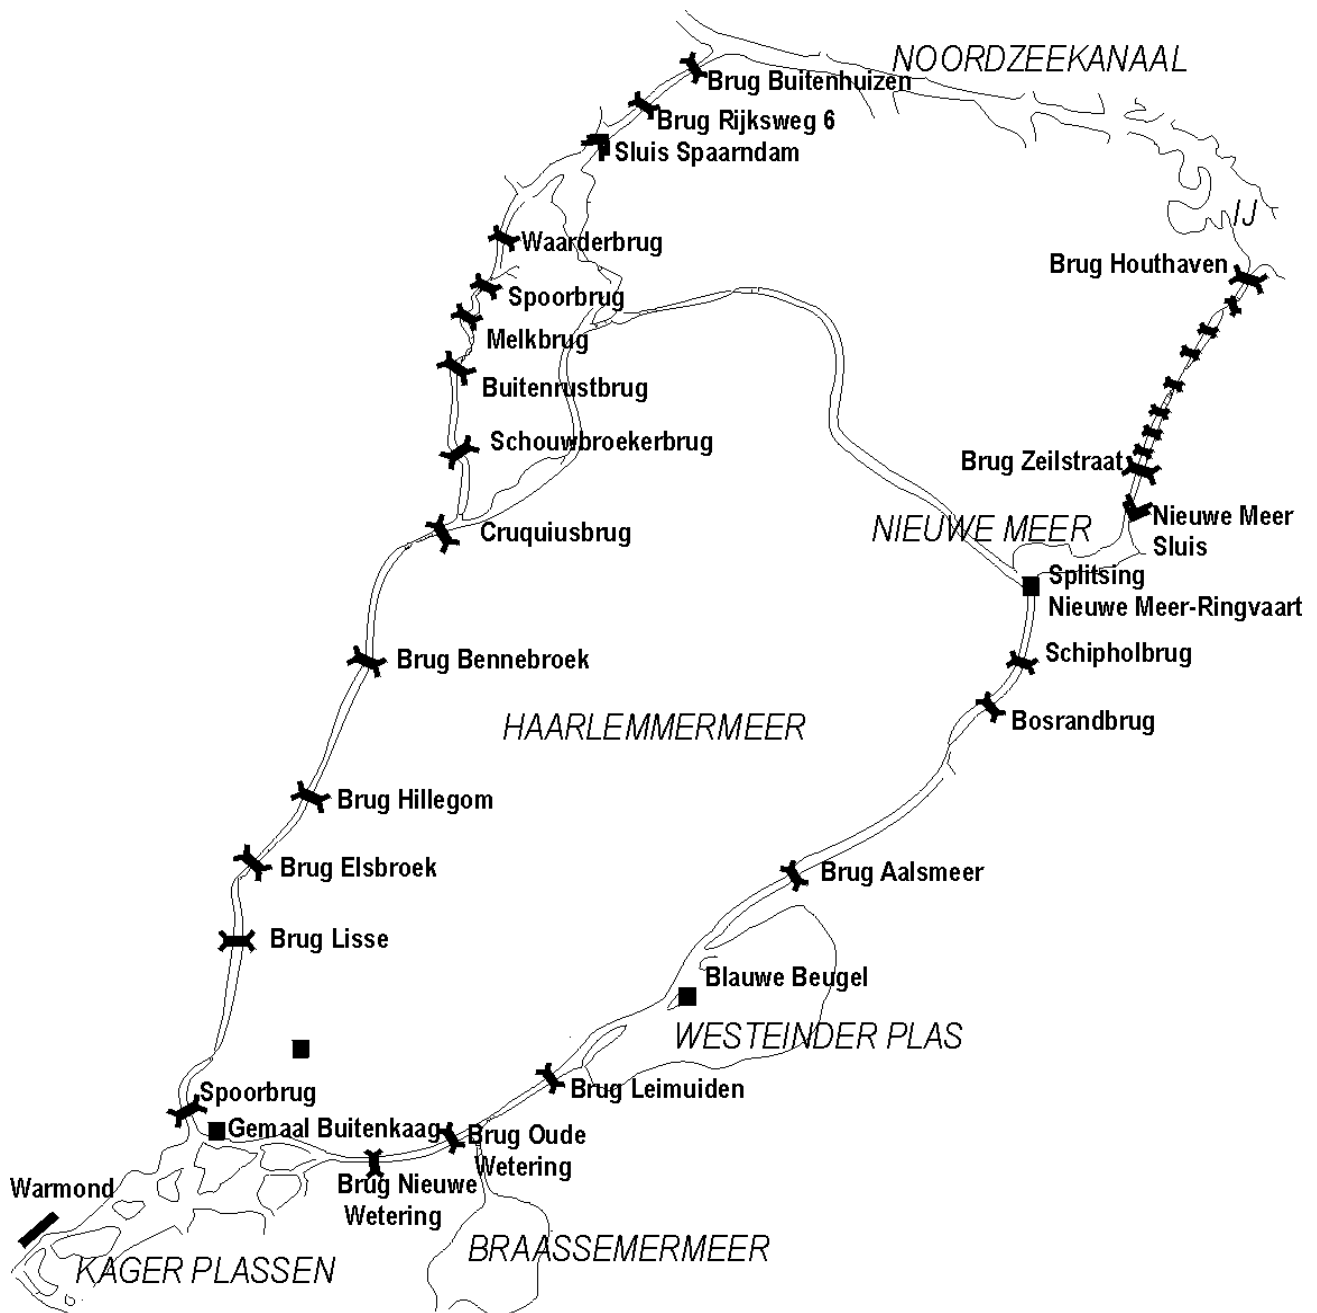 NOORDZEEKANAAL
Brug Buitenhuizen
Brug Rijksweg 6
Sluis Spaarndam
IJ
Waarderbrug
Brug Houthaven
Spoorbrug
Melkbrug
Buitenrustbrug
Schouwbroekerbrug
Brug Zeilstraat
Nieuwe Meer
Sluis
NIEUWE MEER
Cruquiusbrug
Splitsing
Nieuwe Meer-Ringvaart
Schipholbrug
Brug Bennebroek
Bosrandbrug
HAARLEMMERMEER
Brug Hillegom
Brug Elsbroek
Brug Aalsmeer
Brug Lisse
Blauwe Beugel
WESTEINDER PLAS
Spoorbrug
Brug Leimuiden
Gemaal Buitenkaag
Brug Oude
Wetering
Warmond
Brug Nieuwe
Wetering
BRAASSEMERMEER
KAGER PLASSEN